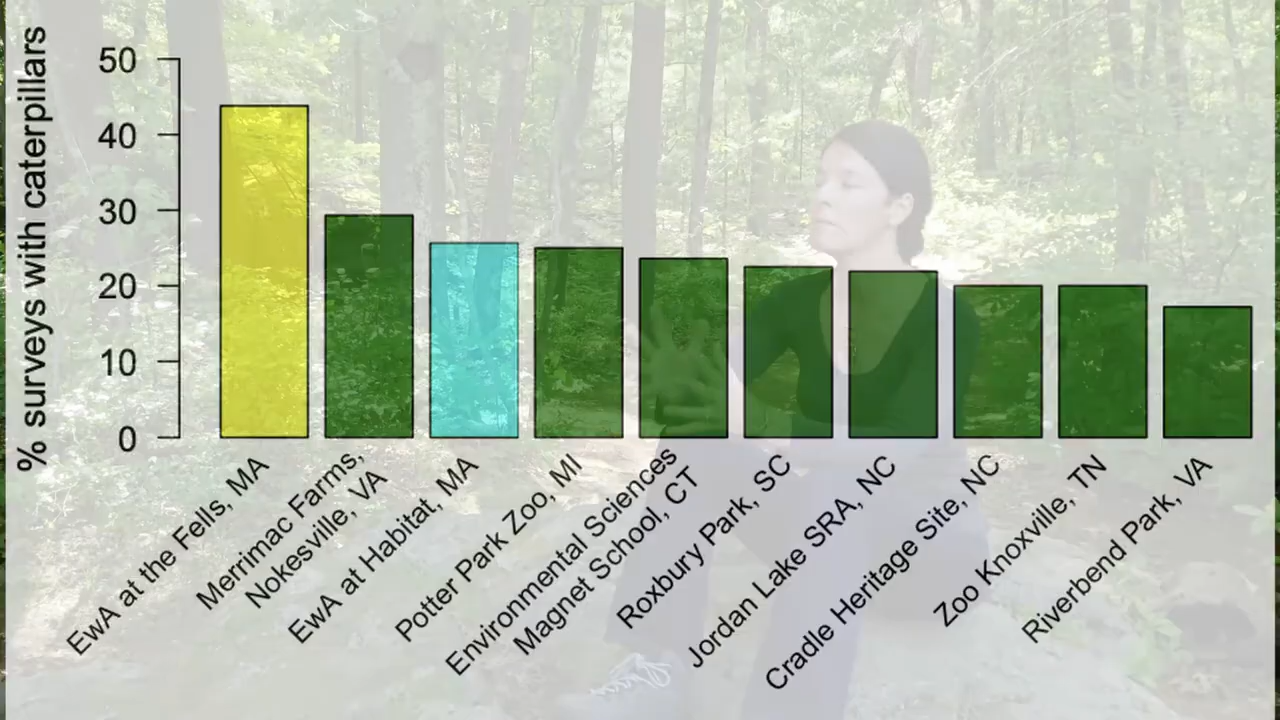 % surveys with caterpillars
50
40
30
20
10
0
EwA at the Fells, MA
Merrimac Farms,
Nokesville, VA
EwA at Habitat, MA
Potter Park Zoo, MI
Environmental Sciences
Magnet School, CT
Roxbury Park, SC
Jordan Lake SRA, NC
Cradle Heritage Site, NC
Zoo Knoxville, TN
Riverbend Park, VA